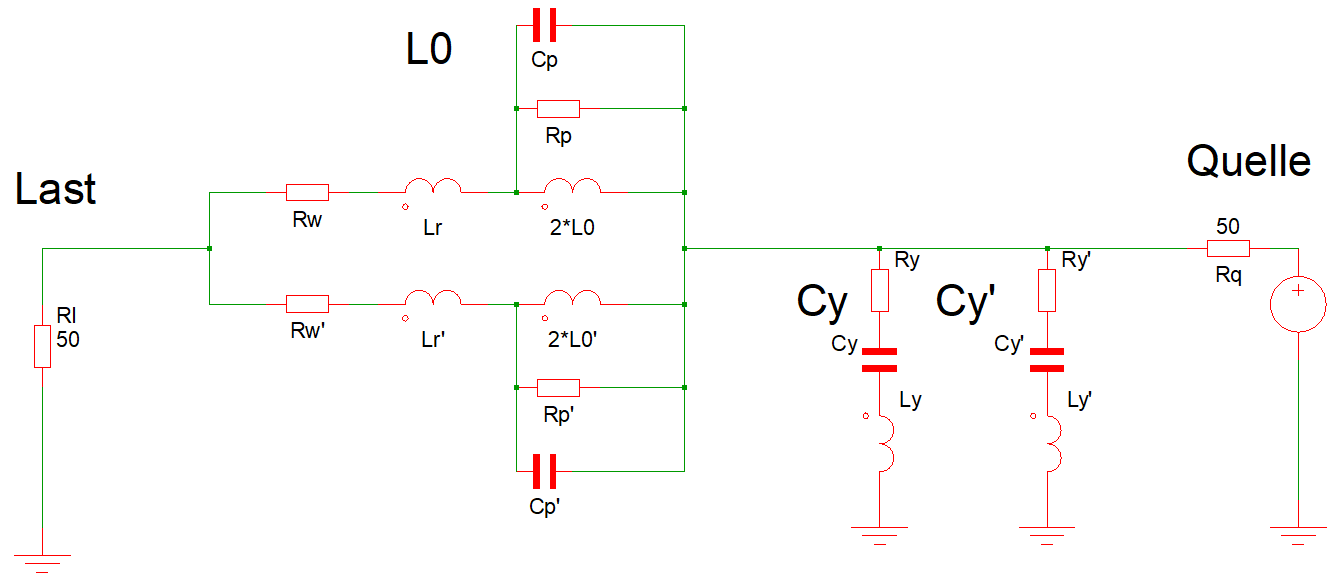 L0
Cp
Rp
Quelle
Last
Rw
Lr
2*L0
50
Rq
Ry
Ry'
Cy
Cy'
Rl
50
Rw'
Lr'
2*L0'
Cy
Cy'
Ly
Ly'
Rp'
Cp'
+